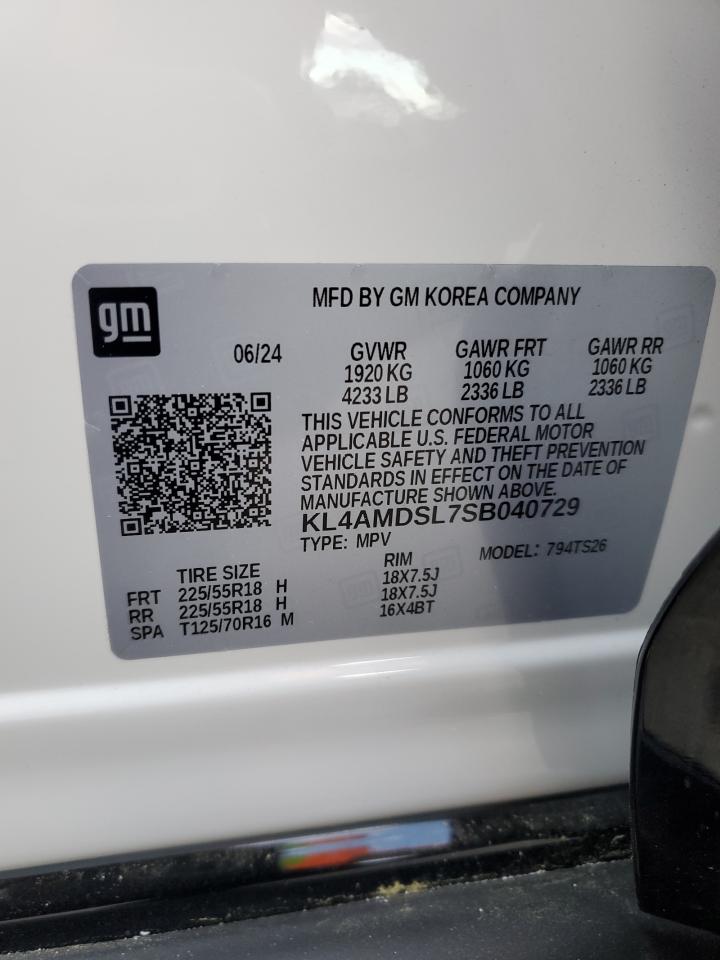 gm
MFD BY GM KOREA COMPANY
06/24 GVWR GAWR FRT GAWR RR
1920 KG 1060 KG 1060 KG
4233 LB 2336 LB 2336 LB
THIS VEHICLE CONFORMS TO ALL
APPLICABLE U.S. FEDERAL MOTOR
VEHICLE SAFETY AND THEFT PREVENTION
STANDARDS IN EFFECT ON THE DATE OF
MANUFACTURE SHOWN ABOVE.
KL4AMDSL7SB040729
TYPE: MPV MODEL: 794TS26
TIRE SIZE RIM
FRT 225/55R18 H 18X7.5J
RR 225/55R18 H 18X7.5J
SPA T125/70R16 M 16X4BT